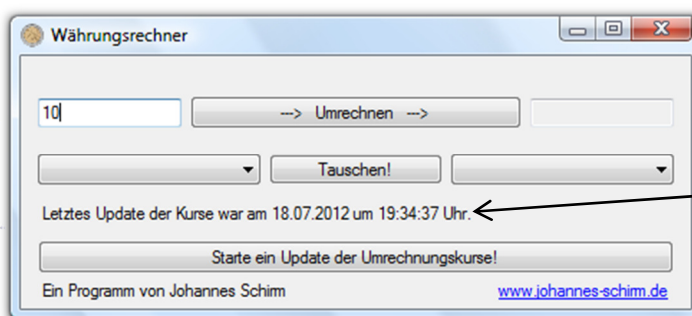 Währungsrechner
10
---> Umrechnen --->
Tauschen!
Letztes Update der Kurse war am 18.07.2012 um 19:34:37 Uhr.
Starte ein Update der Umrechnungskurse!
Ein Programm von Johannes Schirm www.johannes-schirm.de